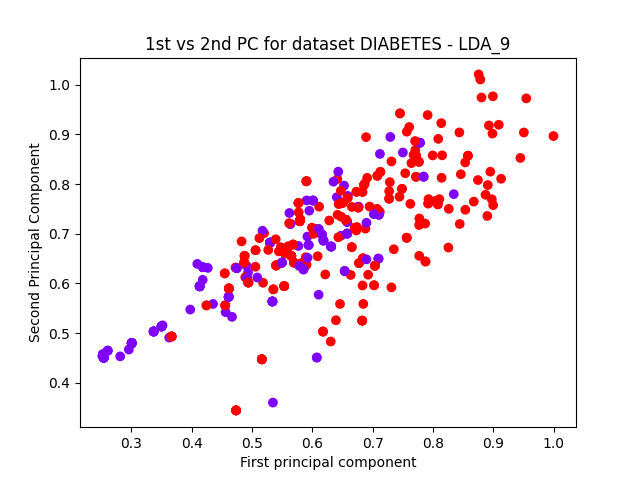 1st vs 2nd PC for dataset DIABETES - LDA_9
Second Principal Component
1.0
0.9
0.8
0.7
0.6
0.5
0.4
0.3 0.4 0.5 0.6 0.7 0.8 0.9 1.0
First principal component